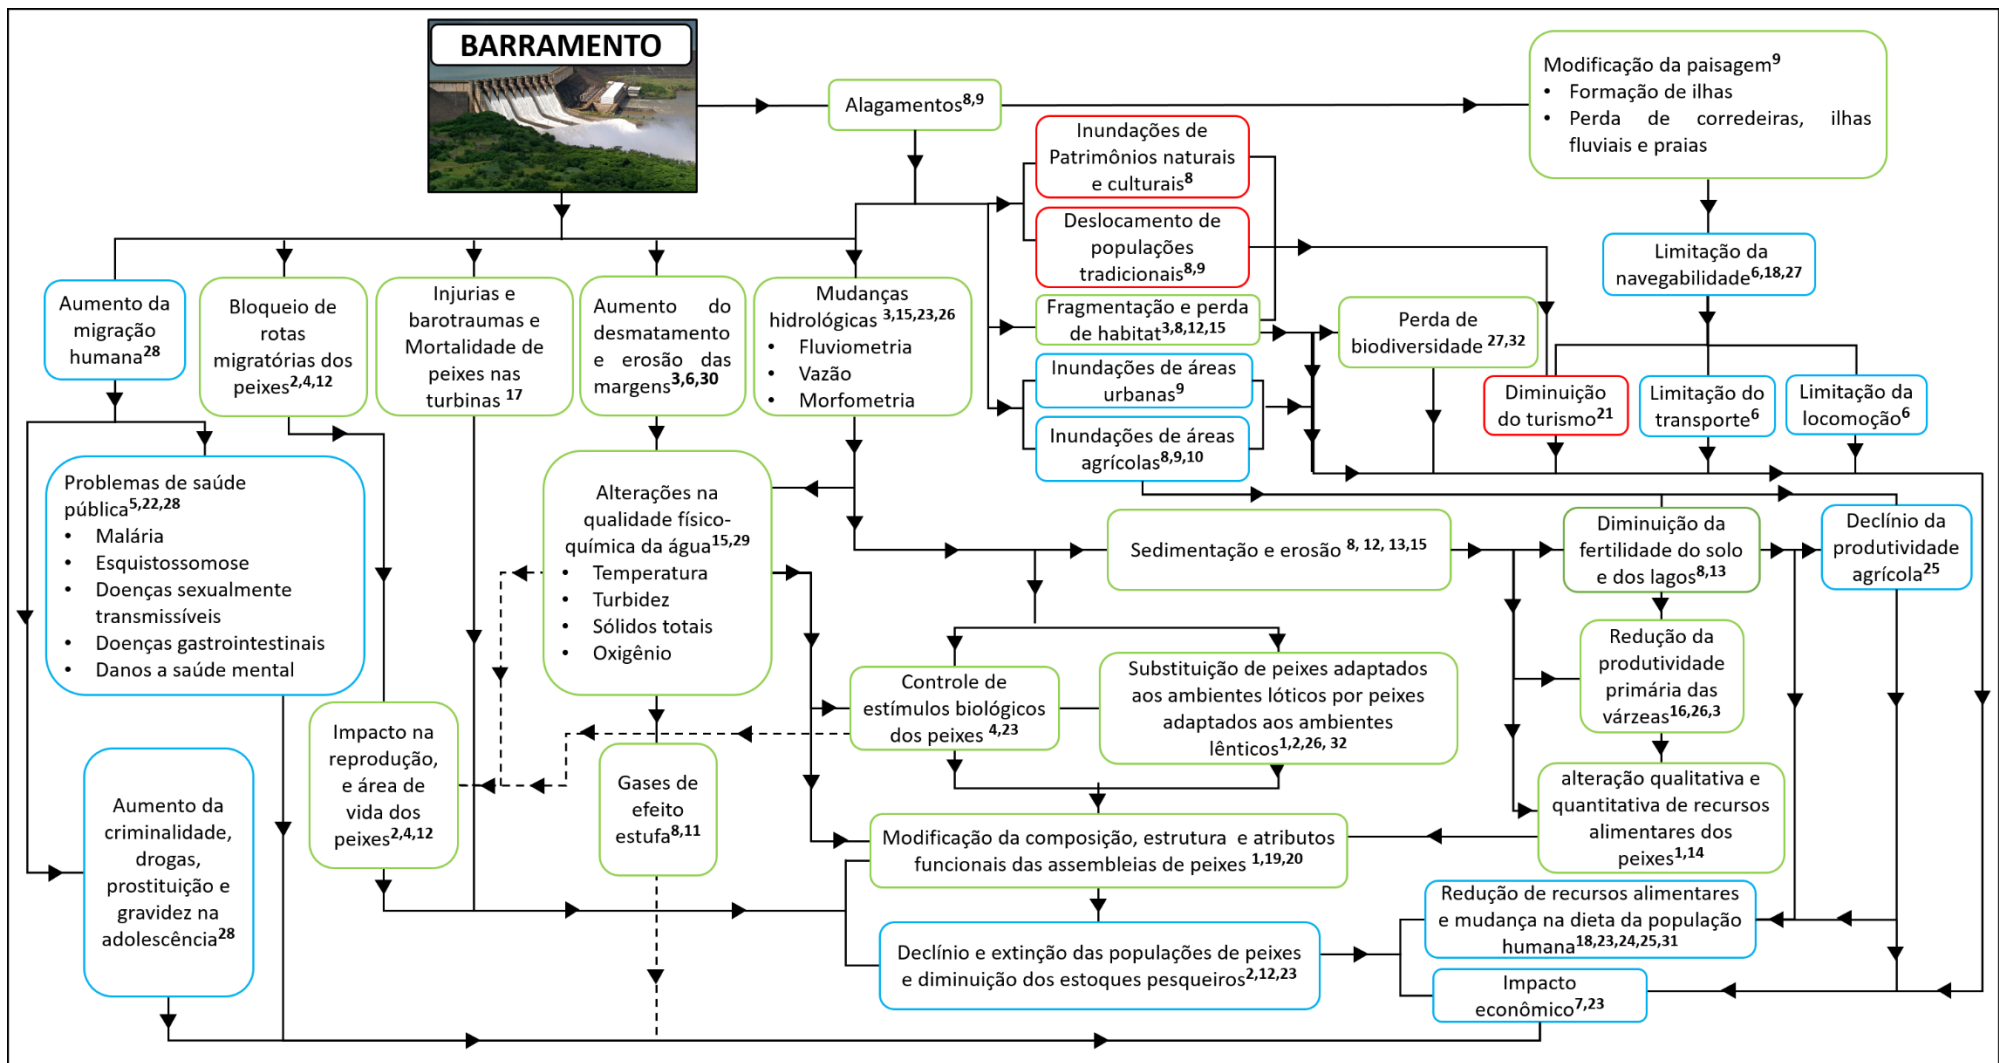 BARRAMENTO
Alagamentos8,9
Modificação da paisagem9
• Formação de ilhas
• Perda de corredeiras, ilhas
fluviais e praias
Inundações de
Patrimônios naturais
e culturais8
Deslocamento de
populações
tradicionais8,9
Fragmentação e perda
de habitat3,8,12,15
Inundações de áreas
urbanas9
Inundações de áreas
agrícolas8,9,10
Perda de
biodiversidade 27,32
Limitação da
navegabilidade6,18,27
Diminuição
do turismo21
Limitação do
transporte6
Limitação da
locomoção6
Aumento da
migração
humana28
Bloqueio de
rotas
migratórias dos
peixes2,4,12
Injurias e
barotraumas e
Mortalidade de
peixes nas
turbinas 17
Aumento do
desmatamento
e erosão das
margens3,6,30
Mudanças
hidrológicas 3,15,23,26
• Fluviometria
• Vazão
• Morfometria
Problemas de saúde
pública5,22,28
• Malária
• Esquistossomose
• Doenças sexualmente
transmissíveis
• Doenças gastrointestinais
• Danos a saúde mental
Alterações na
qualidade físico-
química da água15,29
• Temperatura
• Turbidez
• Sólidos totais
• Oxigênio
Sedimentação e erosão 8, 12, 13,15
Diminuição da
fertilidade do solo
e dos lagos8,13
Declínio da
produtividade
agrícola25
Controle de
estímulos biológicos
dos peixes 4,23
Substituição de peixes adaptados
aos ambientes lóticos por peixes
adaptados aos ambientes
lênticos1,2,26, 32
Redução da
produtividade
primária das
várzeas16,26,3
Impacto na
reprodução,
e área de
vida dos
peixes2,4,12
Gases de
efeito
estufa8,11
alteração qualitativa e
quantitativa de recursos
alimentares dos
peixes1,14
Aumento da
criminalidade,
drogas,
prostituição e
gravidez na
adolescência28
Modificação da composição, estrutura e atributos
funcionais das assembleias de peixes 1,19,20
Redução de recursos alimentares
e mudança na dieta da população
humana18,23,24,25,31
Declínio e extinção das populações de peixes
e diminuição dos estoques pesqueiros2,12,23
Impacto
econômico7,23